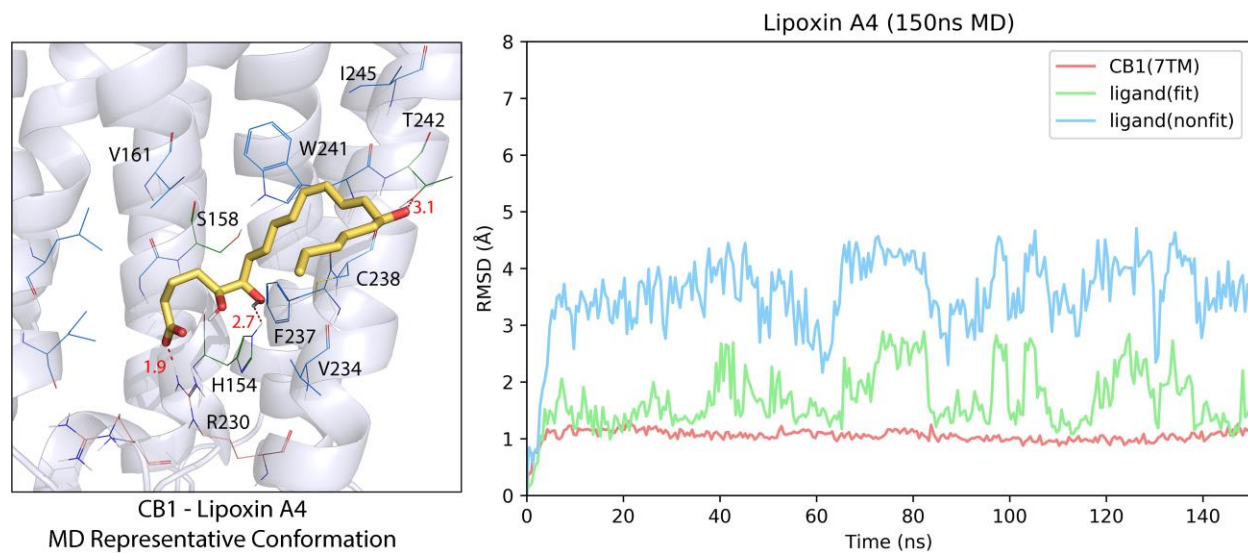 I245
T242
W241
V161
3.1
S158
C238
2.7
F237
1.9
V234
H154
R230
CB1 - Lipoxin A4
MD Representative Conformation
Lipoxin A4 (150ns MD)
CB1(7TM)
ligand(fit)
ligand(nonfit)
RMSD (Å)
8
7
6
5
4
3
2
1
0
0 20 40 60 80 100 120 140
Time (ns)